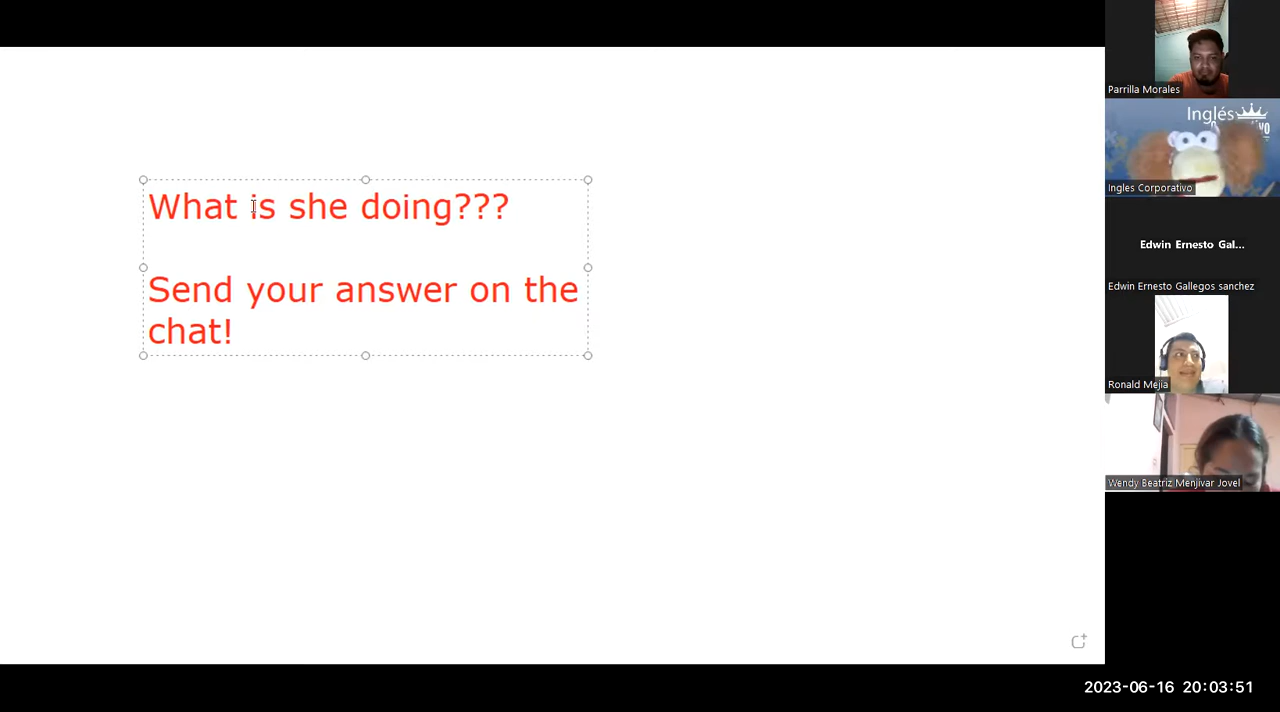 What is she doing???
Send your answer on the
chat!
Parrilla Morales
Inglés
Ingles Corporativo
Edwin Ernesto Gal...
Edwin Ernesto Gallegos sanchez
Ronald Mejia
Wendy Beatriz Menjivar Jovel
2023-06-16 20:03:51